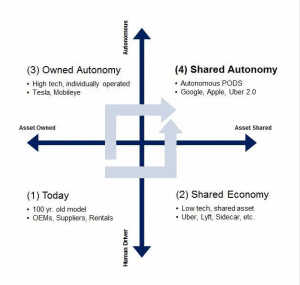 Autonomous
(3) Owned Autonomy
• High tech, individually operated
• Tesla, Mobileye
(4) Shared Autonomy
• Autonomous PODS
• Google, Apple, Uber 2.0
Asset Owned
Asset Shared
(1) Today
• 100 yr. old model
• OEMs, Suppliers, Rentals
(2) Shared Economy
• Low tech, shared asset
• Uber, Lyft, Sidecar, etc.
Human Driver